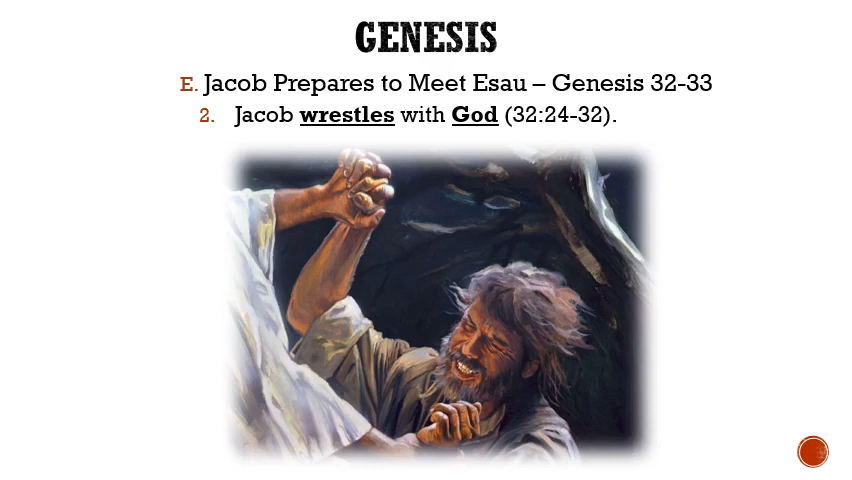 GENESIS
E. Jacob Prepares to Meet Esau – Genesis 32-33
2. Jacob wrestles with God (32:24-32).